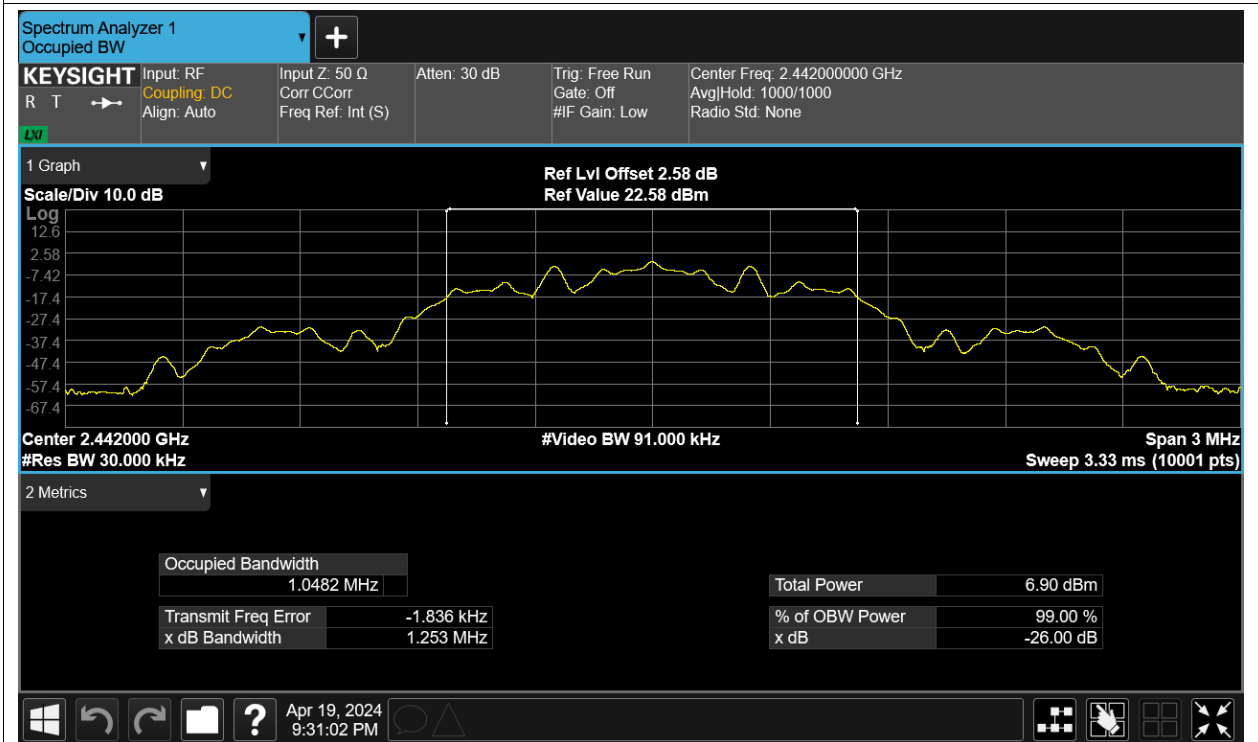 Spectrum Analyzer 1
Occupied BW
KEYSIGHT
R T
LXI
Input: RF
Coupling: DC
Align: Auto
Input Z: 50 Ω
Corr CCorr
Freq Ref: Int (S)
Atten: 30 dB
Trig: Free Run
Gate: Off
#IF Gain: Low
Center Freq: 2.442000000 GHz
Avg|Hold: 1000/1000
Radio Std: None
1 Graph
Scale/Div 10.0 dB
Ref Lvl Offset 2.58 dB
Ref Value 22.58 dBm
Log
12.6
2.58
-7.42
-17.4
-27.4
-37.4
-47.4
-57.4
-67.4
Center 2.442000 GHz
#Res BW 30.000 kHz
#Video BW 91.000 kHz
Span 3 MHz
Sweep 3.33 ms (10001 pts)
2 Metrics
Occupied Bandwidth
1.0482 MHz
Transmit Freq Error -1.836 kHz
x dB Bandwidth 1.253 MHz
Total Power 6.90 dBm
% of OBW Power 99.00 %
x dB -26.00 dB
?
Apr 19, 2024
9:31:02 PM